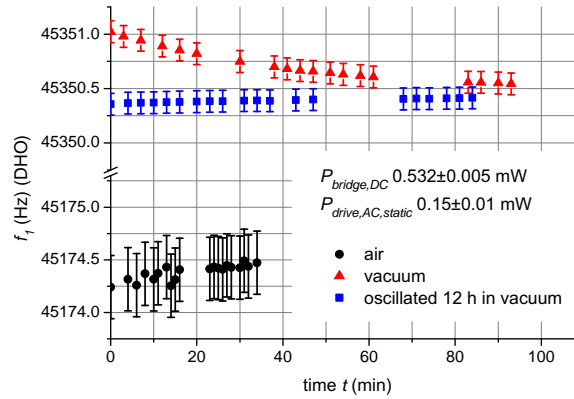 45351.0
45350.5
45350.0
45175.0
45174.5
45174.0
f1 (Hz) (DHO)
Pbridge,DC 0.532±0.005 mW
Pdrive,AC,static 0.15±0.01 mW
air
vacuum
oscillated 12 h in vacuum
0 20 40 60 80 100
time t (min)